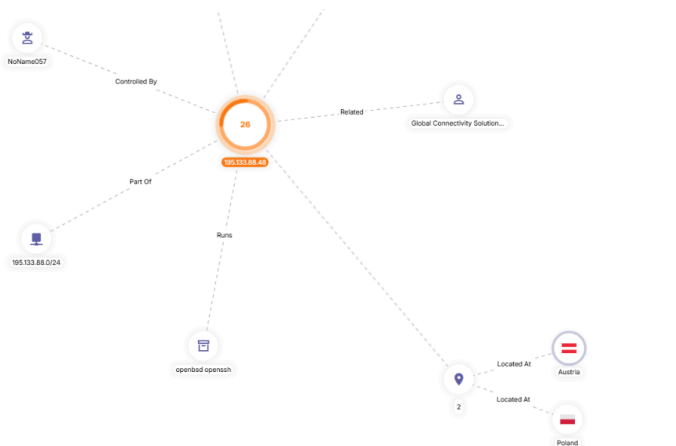 NoName057
Controlled By
26
195.133.88.48
Related
Global Connectivity Solution...
Part Of
195.133.88.0/24
Runs
openbsd openssh
2
Located At
Austria
Located At
Poland